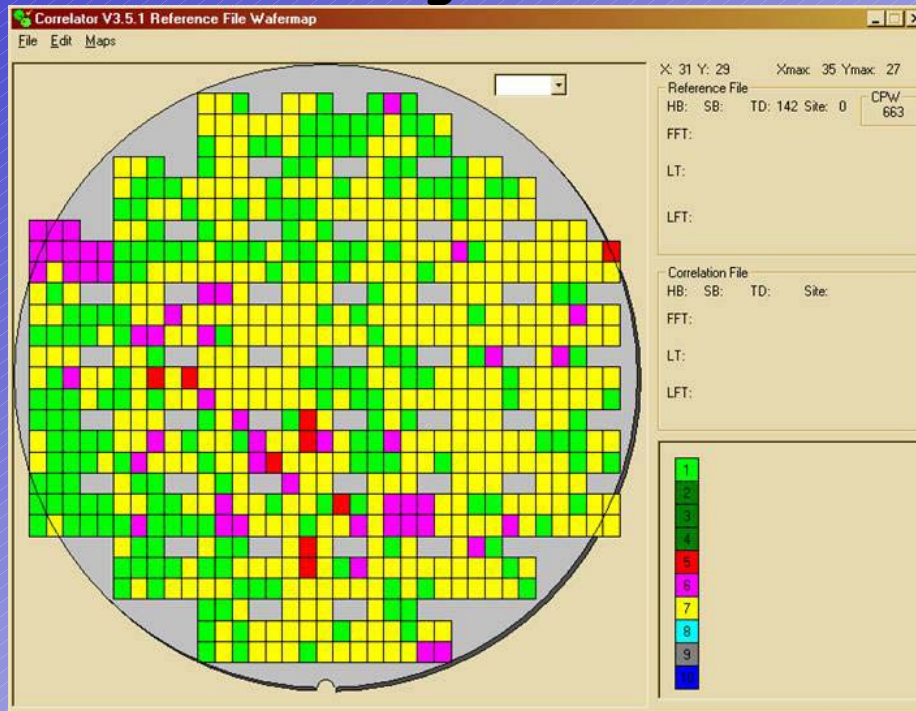 Correlator V3.5.1 Reference File Wafermap
File Edit Maps
X: 31 Y: 29 Xmax: 35 Ymax: 27
Reference File
HB: SB: TD: 142 Site: 0
CPW
663
FFT:
LT:
LFT:
Correlation File
HB: SB: TD: Site:
FFT:
LT:
LFT:
1
2
3
4
5
6
7
8
9
10